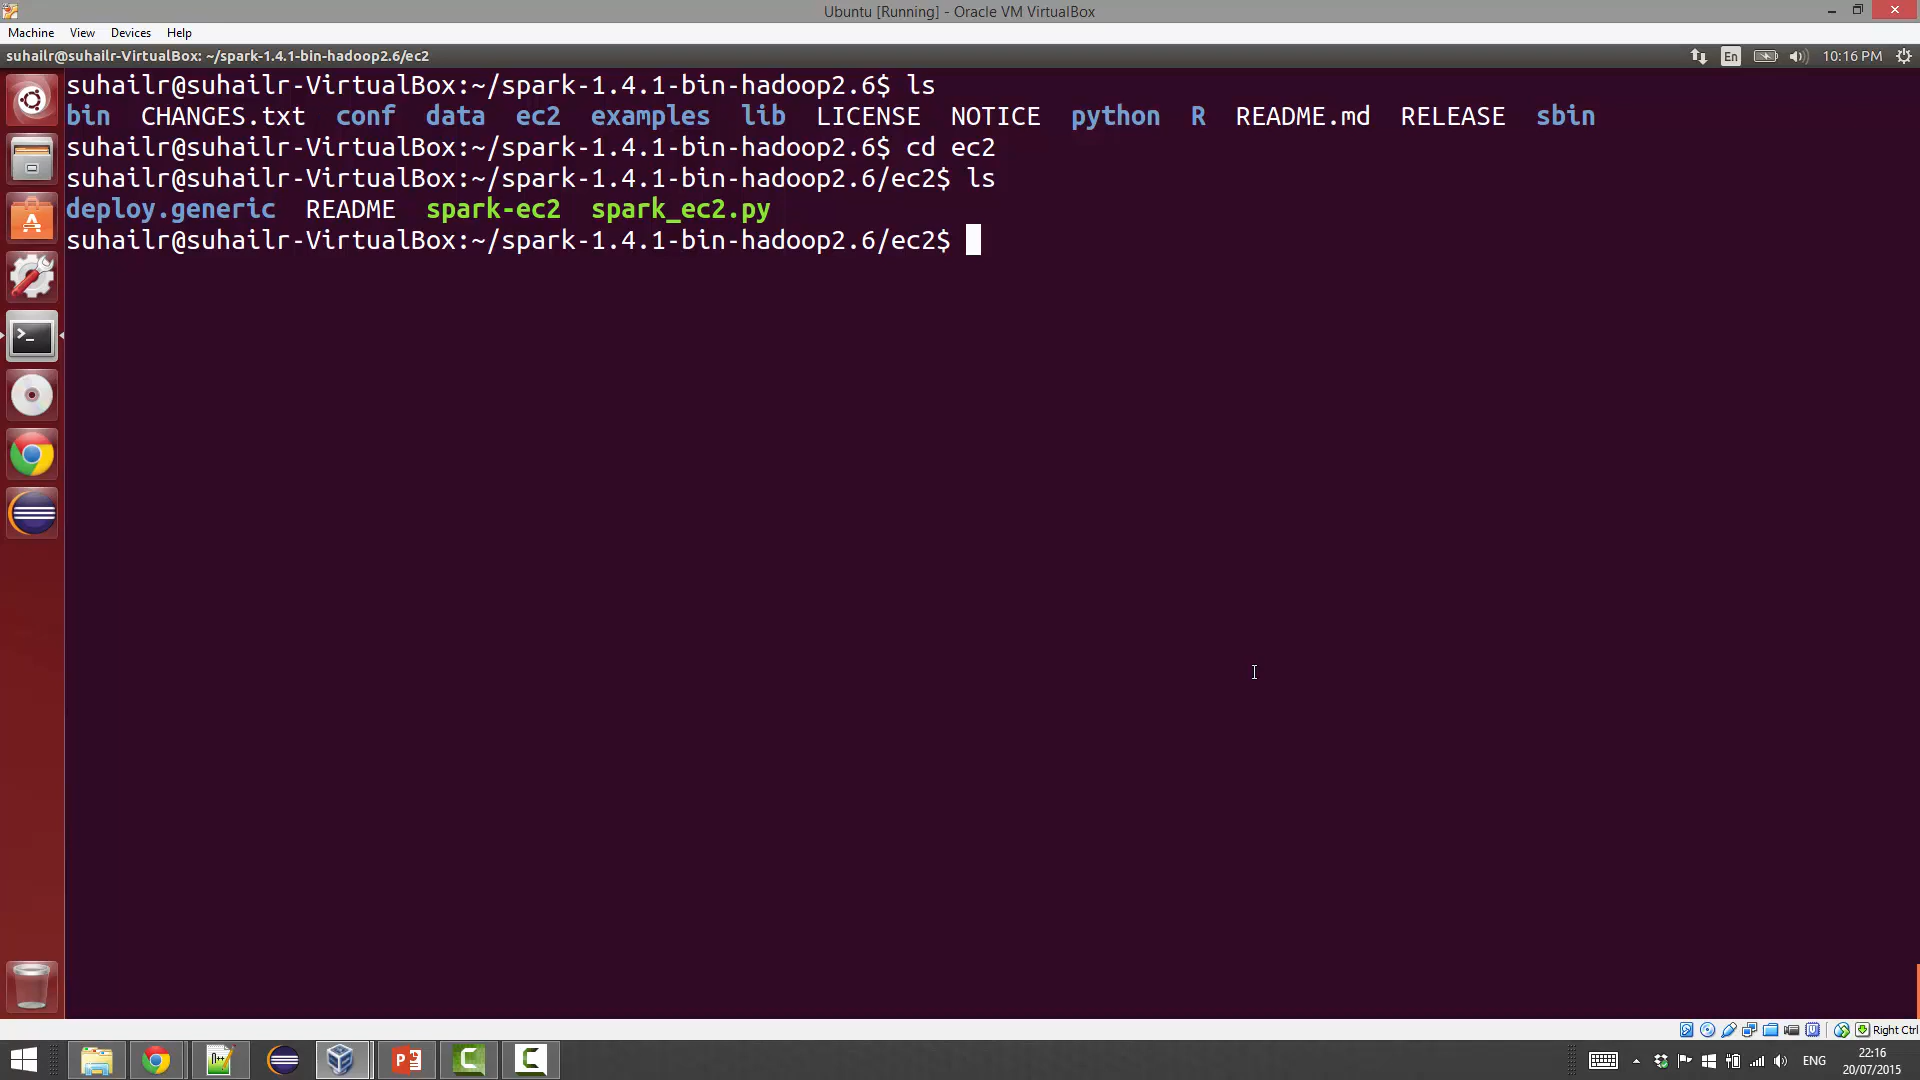 Ubuntu [Running] - Oracle VM VirtualBox
Machine View Devices Help
suhailr@suhailr-VirtualBox: ~/spark-1.4.1-bin-hadoop2.6/ec2
En
10:16 PM
suhailr@suhailr-VirtualBox:~/spark-1.4.1-bin-hadoop2.6$ ls
bin CHANGES.txt conf data ec2 examples lib LICENSE NOTICE python R README.md RELEASE sbin
suhailr@suhailr-VirtualBox:~/spark-1.4.1-bin-hadoop2.6$ cd ec2
suhailr@suhailr-VirtualBox:~/spark-1.4.1-bin-hadoop2.6/ec2$ ls
deploy.generic README spark-ec2 spark_ec2.py
suhailr@suhailr-VirtualBox:~/spark-1.4.1-bin-hadoop2.6/ec2$
Right Ctrl
ENG
22:16
20/07/2015